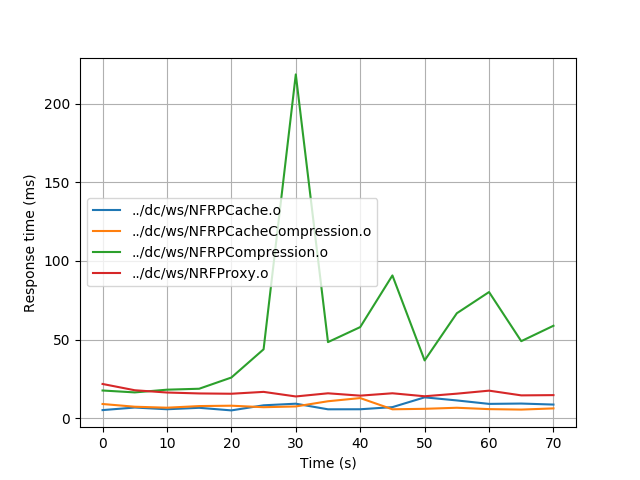 200
150
100
50
0
Response time (ms)
../dc/ws/NFRPCache.o
../dc/ws/NFRPCacheCompression.o
../dc/ws/NFRPCompression.o
../dc/ws/NRFProxy.o
0 10 20 30 40 50 60 70
Time (s)